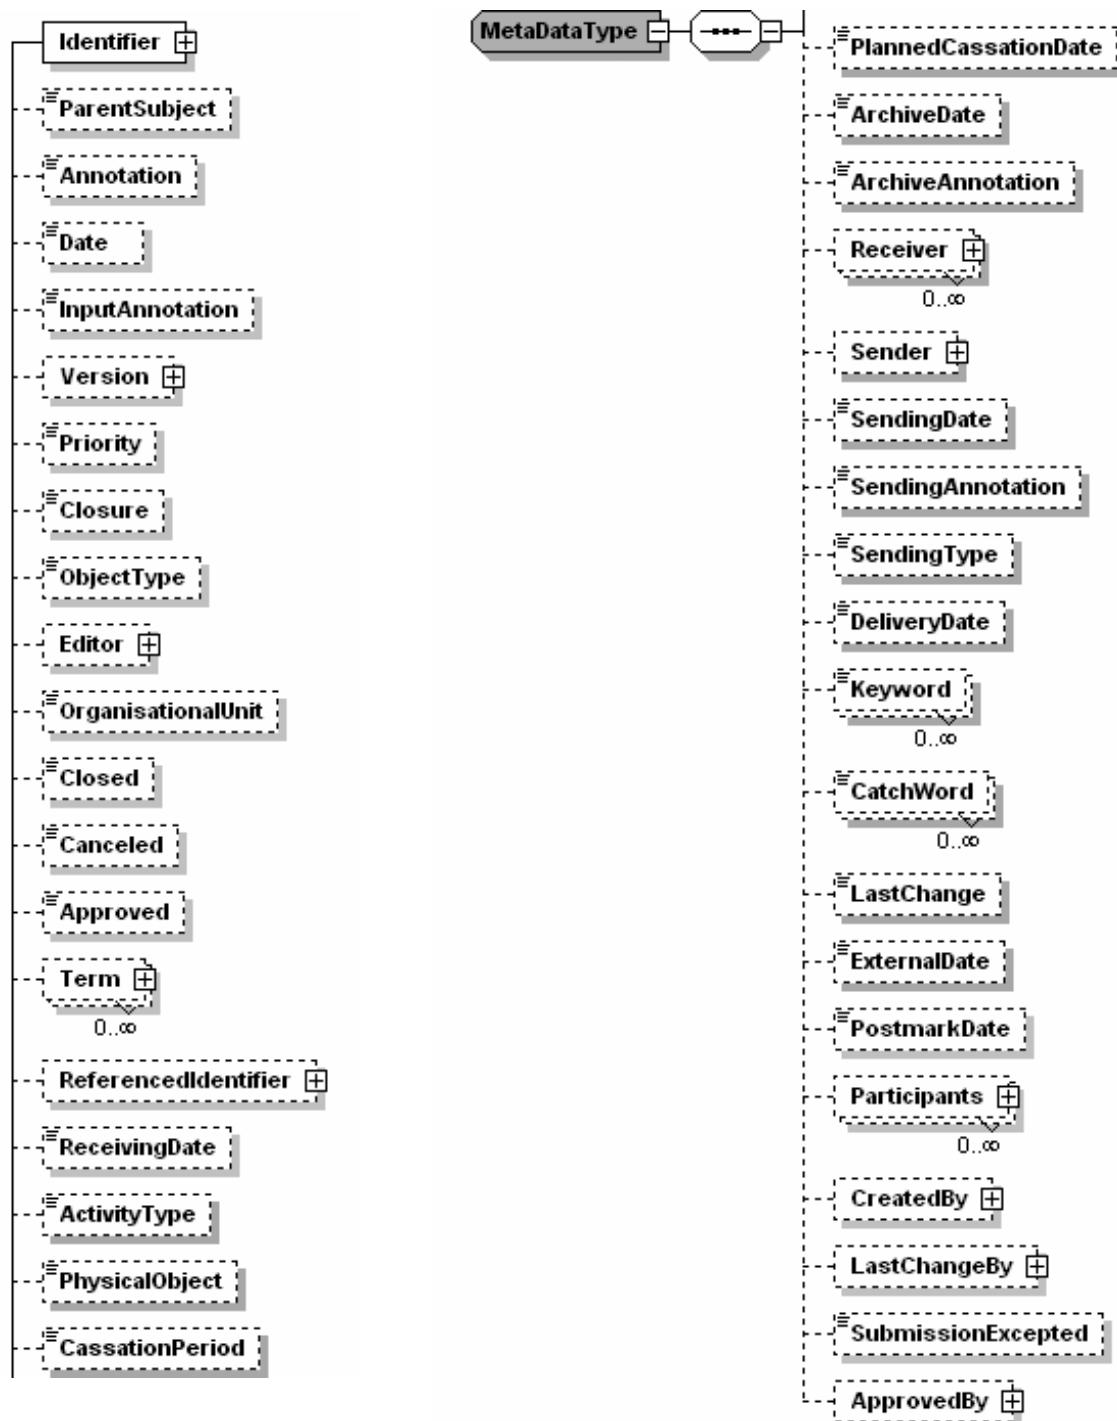 Identifier
ParentSubject
Annotation
Date
InputAnnotation
Version
Priority
Closure
ObjectType
Editor
OrganisationalUnit
Closed
Canceled
Approved
Term
0..∞
ReferencedIdentifier
ReceivingDate
ActivityType
PhysicalObject
CassationPeriod
MetaDataType
PlannedCassationDate
ArchiveDate
ArchiveAnnotation
Receiver
0..∞
Sender
SendingDate
SendingAnnotation
SendingType
DeliveryDate
Keyword
0..∞
CatchWord
0..∞
LastChange
ExternalDate
PostmarkDate
Participants
0..∞
CreatedBy
LastChangeBy
SubmissionExcepted
ApprovedBy